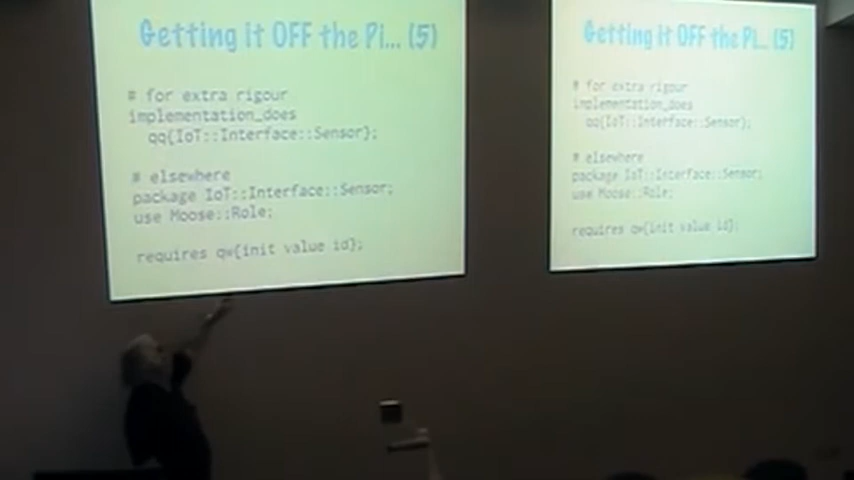 Getting it OFF the Pi... (5)
# for extra rigour
implementation_does
qq{IoT::Interface::Sensor};
# elsewhere
package IoT::Interface::Sensor;
use Moose::Role;
requires qw{init value id};
Getting it OFF the Pi... (5)
# for extra rigour
implementation_does
qq{IoT::Interface::Sensor};
# elsewhere
package IoT::Interface::Sensor;
use Moose::Role;
requires qw{init value id};